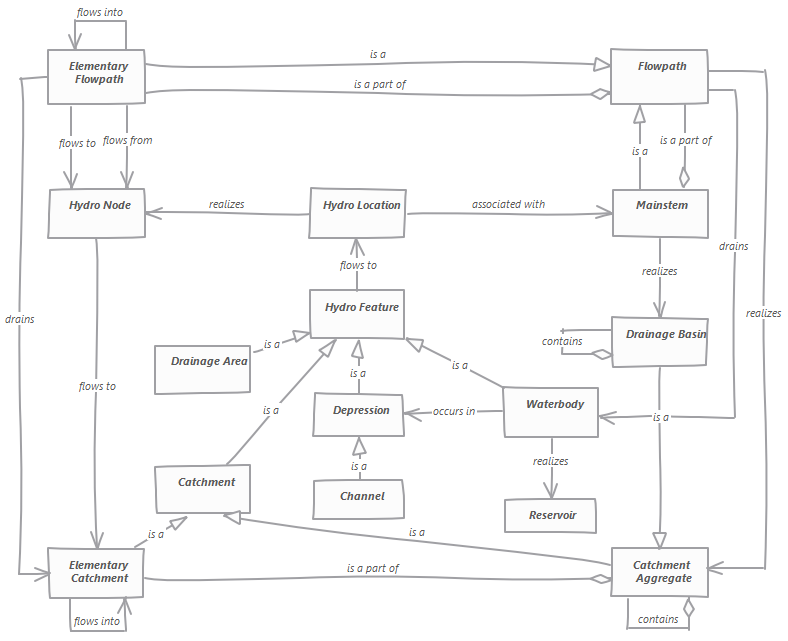 flows into
Elementary
Flowpath
is a
Flowpath
is a part of
flows to
flows from
is a
is a part of
Hydro Node
realizes
Hydro Location
associated with
Mainstem
drains
flows to
realizes
Hydro Feature
realizes
drains
is a
contains
Drainage Basin
Drainage Area
is a
is a
flows to
is a
Depression
occurs in
Waterbody
is a
realizes
is a
Catchment
Channel
Reservoir
is a
is a
Elementary
Catchment
is a part of
Catchment
Aggregate
flows into
contains